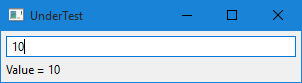 UnderTest
10
Value = 10